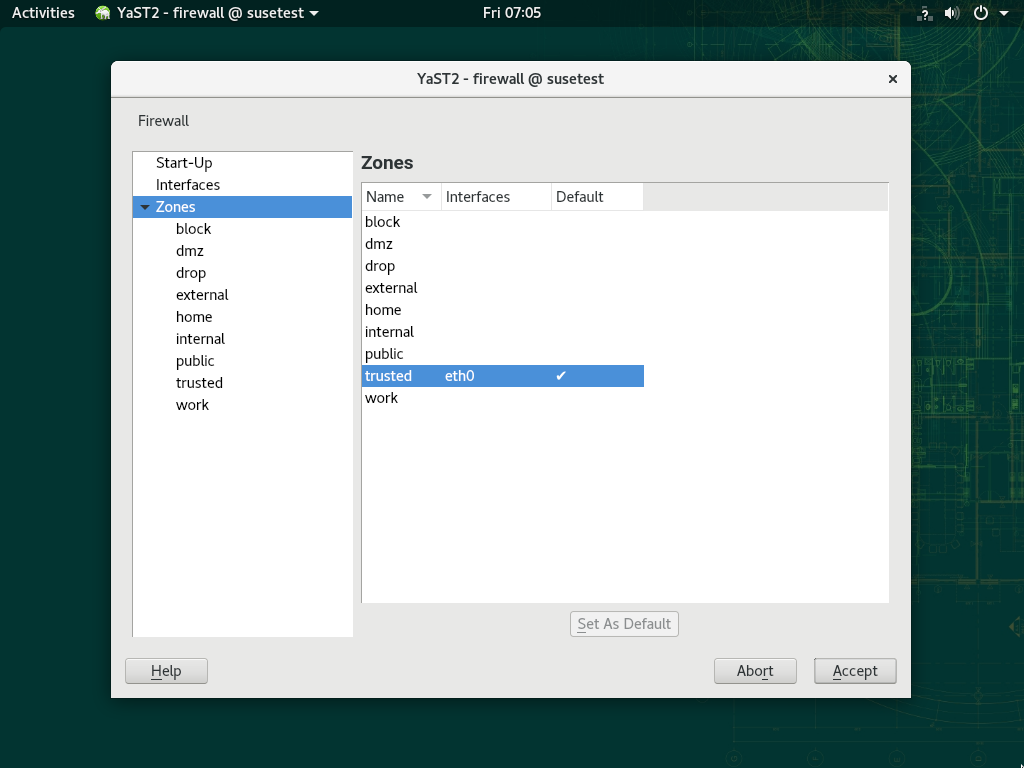 Activities YaST2 - firewall @ susetest Fri 07:05 ?
YaST2 - firewall @ susetest
Firewall
Start-Up
Interfaces
Zones
block
dmz
drop
external
home
internal
public
trusted
work
Zones
Name Interfaces Default
block
dmz
drop
external
home
internal
public
trusted eth0 ✔
work
Set As Default
Help Abort Accept